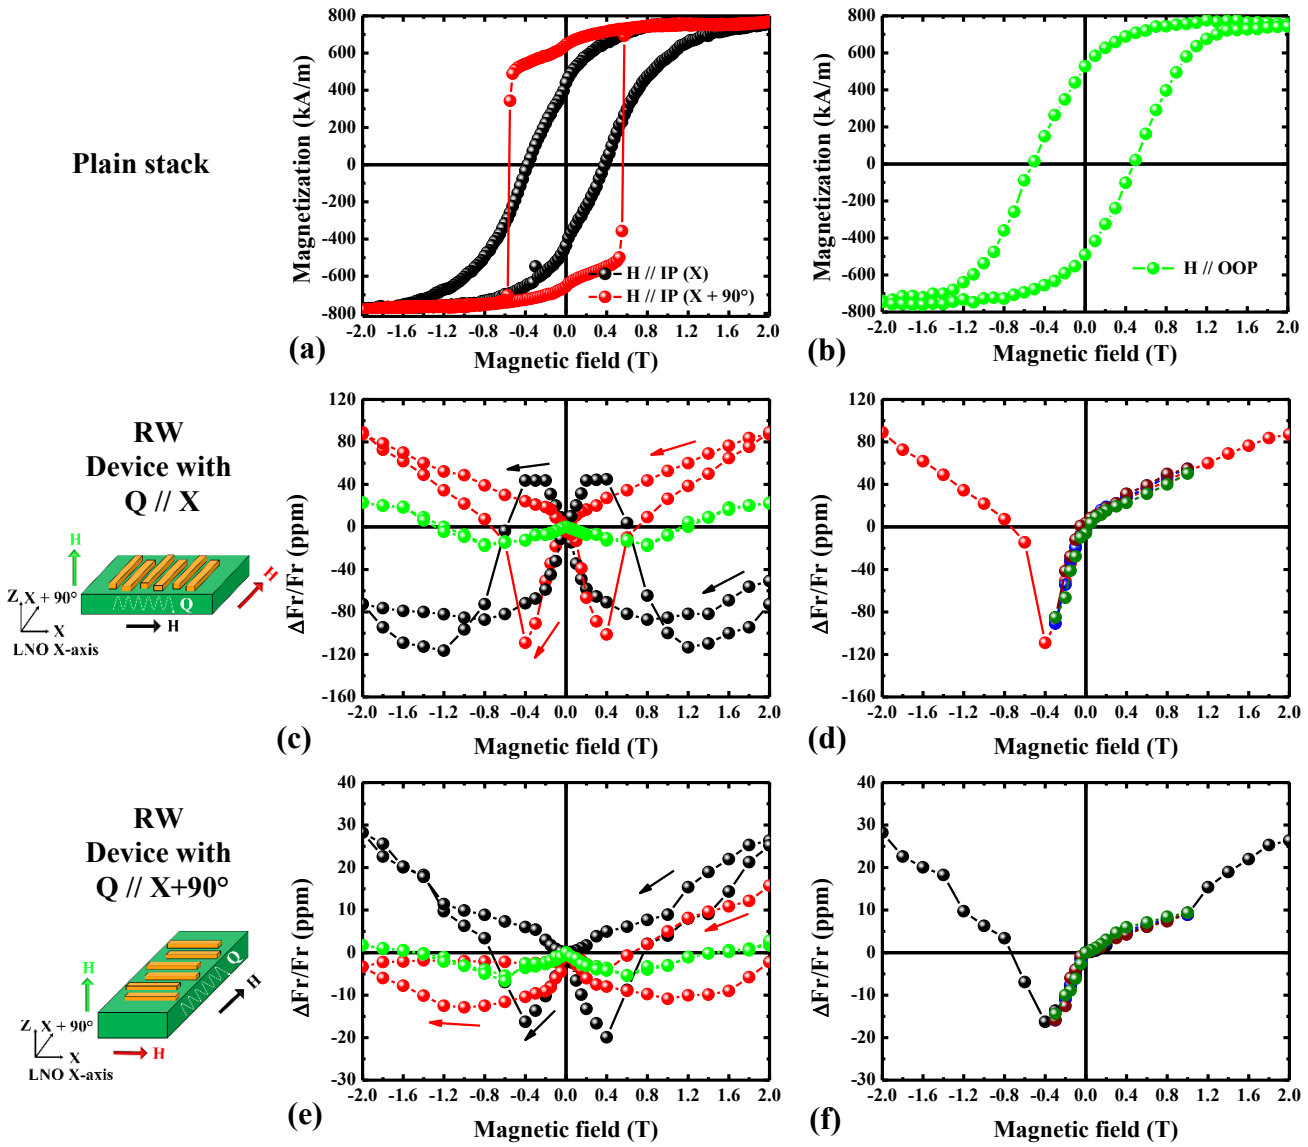 Plain stack
Magnetization (kA/m)
800
600
400
200
0
-200
-400
-600
-800
H // IP (X)
H // IP (X + 90°)
-2.0 -1.6 -1.2 -0.8 -0.4 0.0 0.4 0.8 1.2 1.6 2.0
(a)
Magnetic field (T)
Magnetization (kA/m)
800
600
400
200
0
-200
-400
-600
-800
H // OOP
-2.0 -1.6 -1.2 -0.8 -0.4 0.0 0.4 0.8 1.2 1.6 2.0
(b)
Magnetic field (T)
RW
Device with
Q // X
H
H
Q
Z
X + 90°
X
H
LNO X-axis
ΔFr/Fr (ppm)
120
80
40
0
-40
-80
-120
-160
-2.0 -1.6 -1.2 -0.8 -0.4 0.0 0.4 0.8 1.2 1.6 2.0
(c)
Magnetic field (T)
ΔFr/Fr (ppm)
120
80
40
0
-40
-80
-120
-160
-2.0 -1.6 -1.2 -0.8 -0.4 0.0 0.4 0.8 1.2 1.6 2.0
(d)
Magnetic field (T)
RW
Device with
Q // X+90°
H
Q
H
Z
X + 90°
X
H
LNO X-axis
ΔFr/Fr (ppm)
40
30
20
10
0
-10
-20
-30
-2.0 -1.6 -1.2 -0.8 -0.4 0.0 0.4 0.8 1.2 1.6 2.0
(e)
Magnetic field (T)
ΔFr/Fr (ppm)
40
30
20
10
0
-10
-20
-30
-2.0 -1.6 -1.2 -0.8 -0.4 0.0 0.4 0.8 1.2 1.6 2.0
(f)
Magnetic field (T)